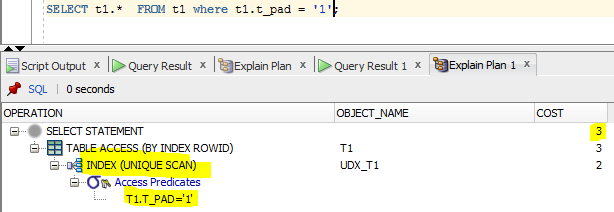 SELECT t1.*  FROM t1 where t1.t_pad = '1';
Script Output x Query Result x Explain Plan x Query Result 1 x Explain Plan 1 x
SQL | 0 seconds
OPERATION OBJECT_NAME COST
SELECT STATEMENT 3
TABLE ACCESS (BY INDEX ROWID) T1 3
INDEX (UNIQUE SCAN) UDX_T1 2
Access Predicates
T1.T_PAD='1'